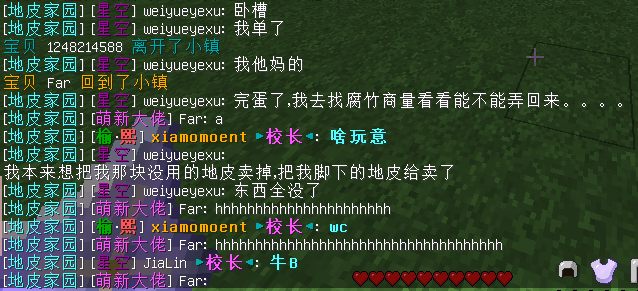 [地皮家园] [星空] weiyueyexu: 卧槽
[地皮家园] [星空] weiyueyexu: 我单了
宝贝 1248214588 离开了小镇
[地皮家园] [星空] weiyueyexu: 我他妈的
宝贝 Far 回到了小镇
[地皮家园] [星空] weiyueyexu: 完蛋了,我去找腐竹商量看看能不能弄回来。。。。
[地皮家园] [萌新大佬] Far: a
[地皮家园] [榆·熙] xiamomoent ▶校长◀: 啥玩意
[地皮家园] [星空] weiyueyexu:
我本来想把我那块没用的地皮卖掉,把我脚下的地皮给卖了
[地皮家园] [星空] weiyueyexu: 东西全没了
[地皮家园] [萌新大佬] Far: hhhhhhhhhhhhhhhhhhhhhh
[地皮家园] [榆·熙] xiamomoent ▶校长◀: wc
[地皮家园] [萌新大佬] Far: hhhhhhhhhhhhhhhhhhhhhhhhhhhhhhhhhhhh
[地皮家园] [星空] JiaLin ▶校长◀: 牛B
[地皮家园] [萌新大佬] Far: